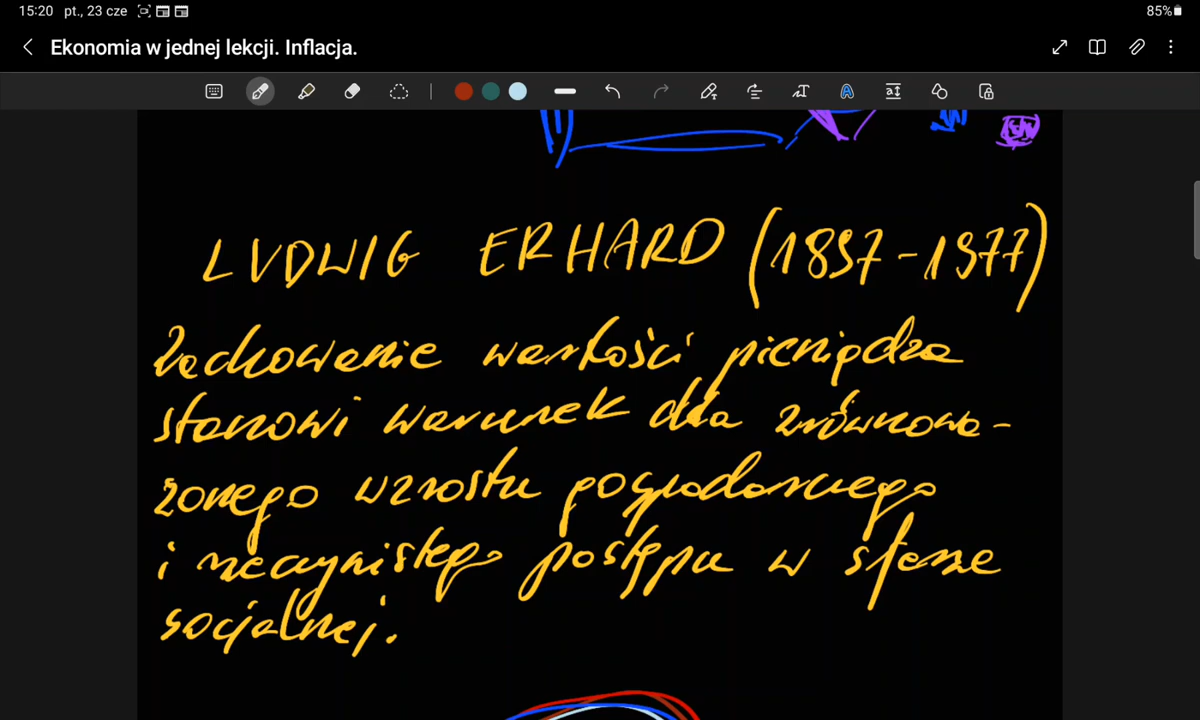 15:20 pt., 23 cze 85%
Ekonomia w jednej lekcji. Inflacja.
LUDWIG ERHARD (1897-1977)
Zachowanie wartości pieniądza
stanowi warunek dla zrównowa-
żonego wzrostu gospodarczego
i rzeczywistego postępu w sferze
socjalnej.